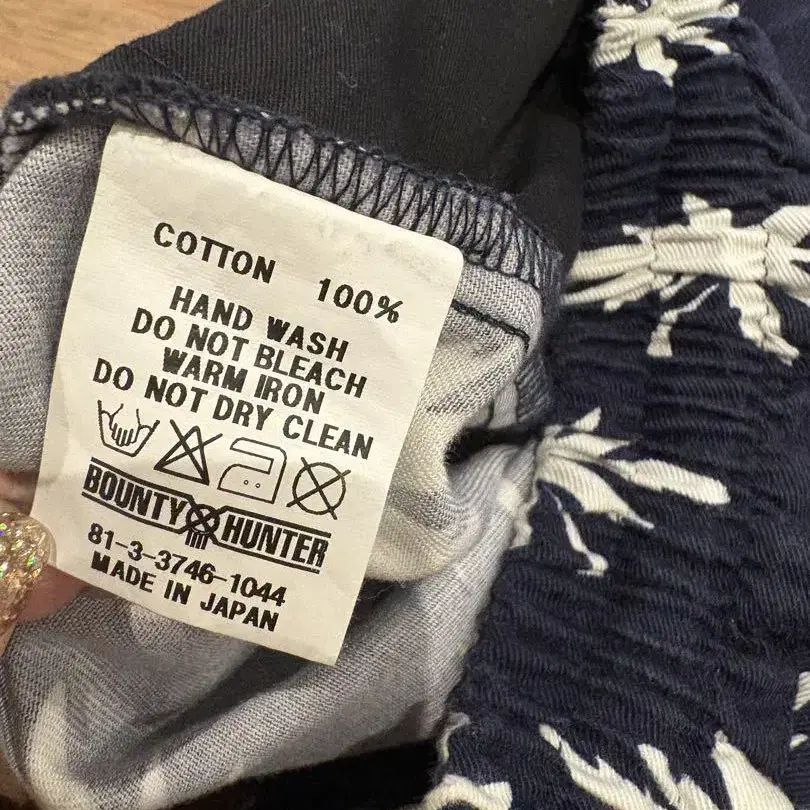 COTTON 100%
HAND WASH
DO NOT BLEACH
WARM IRON
DO NOT DRY CLEAN
BOUNTY HUNTER
81-3-3746-1044
MADE IN JAPAN